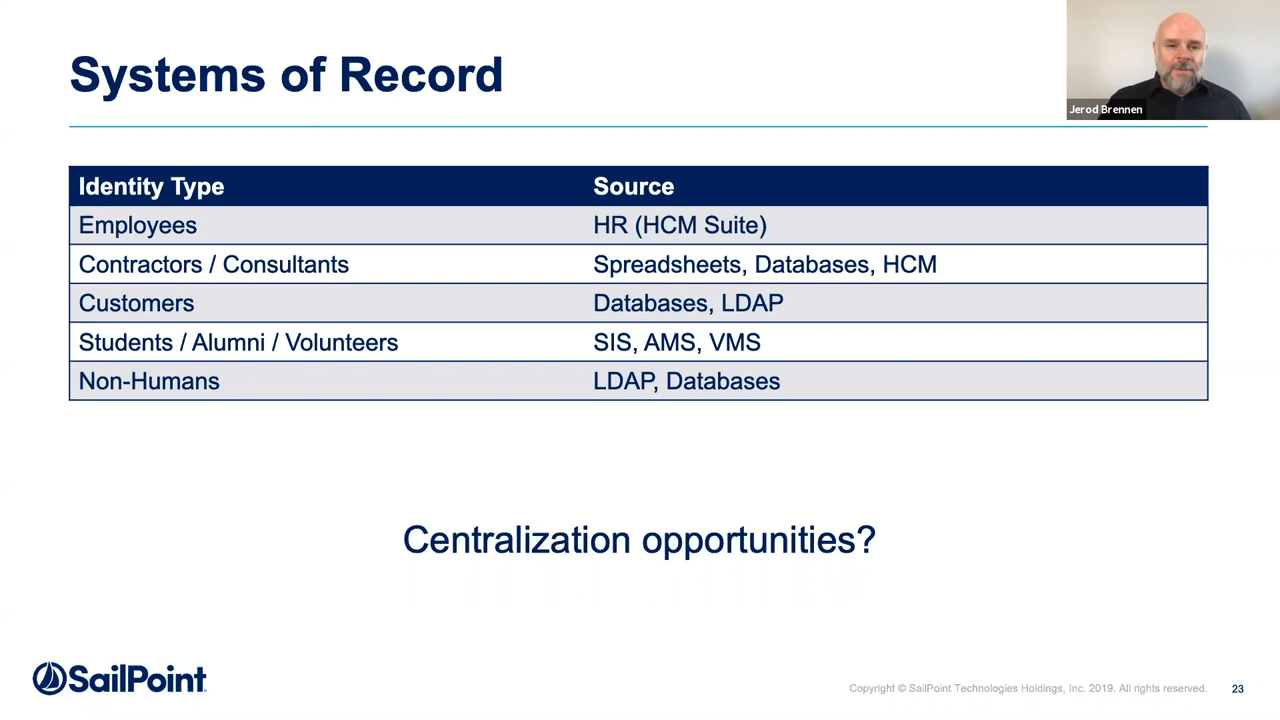 Systems of Record
Jerod Brennen
Identity Type Source
Employees HR (HCM Suite)
Contractors / Consultants Spreadsheets, Databases, HCM
Customers Databases, LDAP
Students / Alumni / Volunteers SIS, AMS, VMS
Non-Humans LDAP, Databases
Centralization opportunities?
SailPoint
Copyright © SailPoint Technologies Holdings, Inc. 2019. All rights reserved. 23